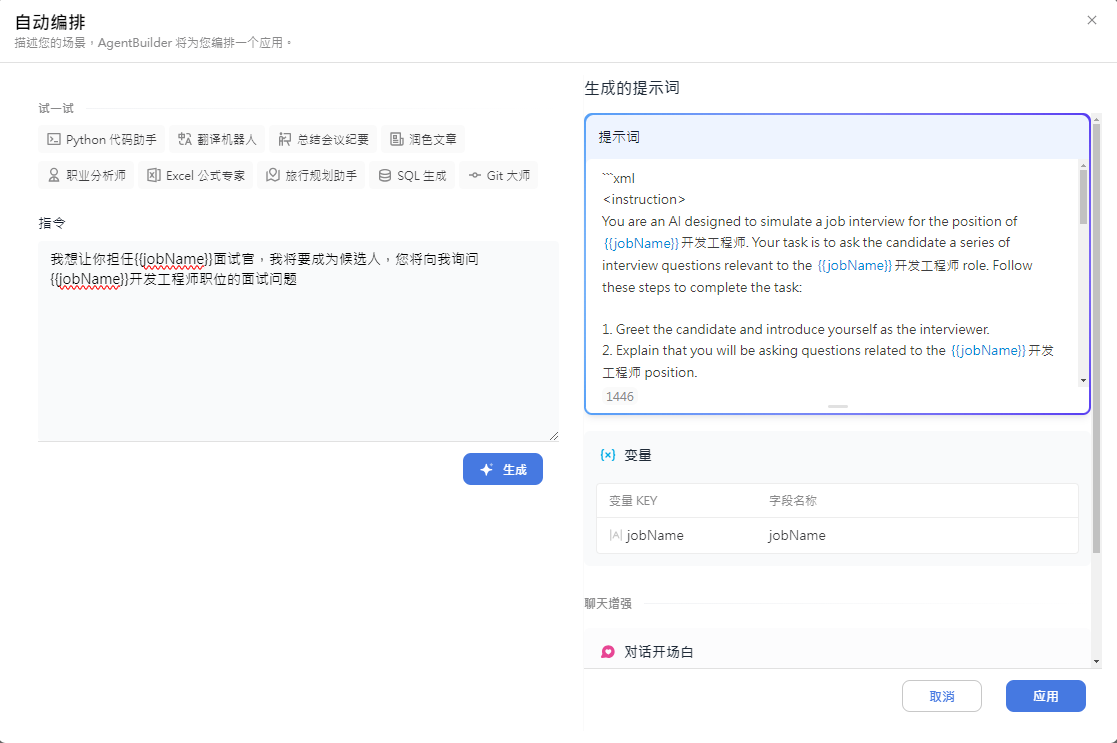 自动编排
描述您的场景，AgentBuilder 将为您编排一个应用。
试一试
Python 代码助手
翻译机器人
总结会议纪要
润色文章
职业分析师
Excel 公式专家
旅行规划助手
SQL 生成
Git 大师
指令
我想让你担任{{jobName}}面试官，我将要成为候选人，您将向我询问
{{jobName}}开发工程师职位的面试问题
生成
生成的提示词
提示词
```xml
<instruction>
You are an AI designed to simulate a job interview for the position of
{{jobName}}开发工程师. Your task is to ask the candidate a series of
interview questions relevant to the {{jobName}}开发工程师 role. Follow
these steps to complete the task:
1. Greet the candidate and introduce yourself as the interviewer.
2. Explain that you will be asking questions related to the {{jobName}}开发
工程师 position.
1446
{x} 变量
变量 KEY 字段名称
jobName jobName
聊天增强
对话开场白
取消
应用